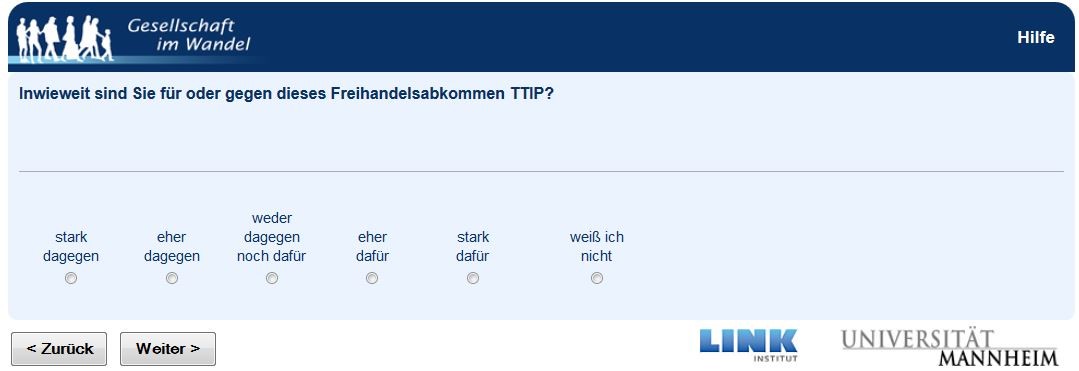 Gesellschaft
im Wandel
Hilfe
Inwieweit sind Sie für oder gegen dieses Freihandelsabkommen TTIP?
stark
dagegen
eher
dagegen
weder
dagegen
noch dafür
eher
dafür
stark
dafür
weiß ich
nicht
< Zurück
Weiter >
LINK
INSTITUT
UNIVERSITÄT
MANNHEIM